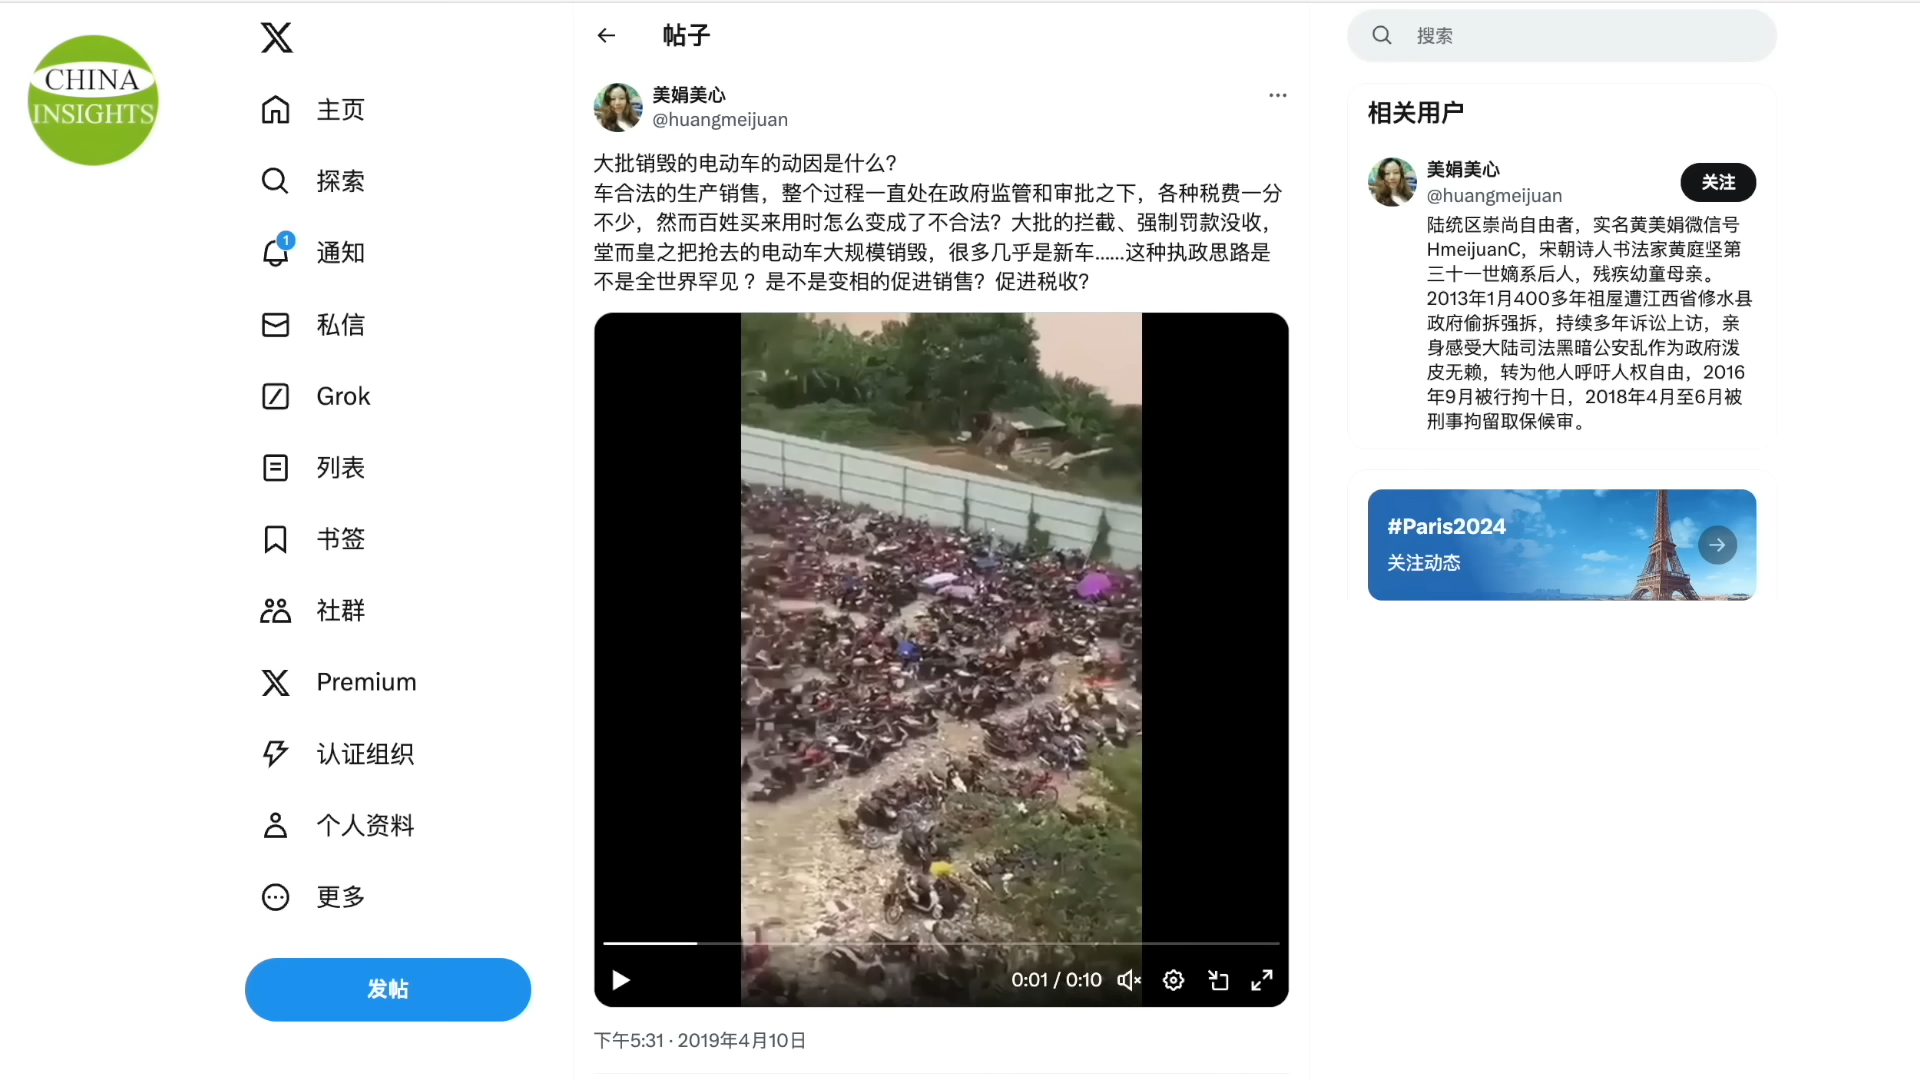 CHINA
INSIGHTS
主页
探索
1
通知
私信
Grok
列表
书签
社群
Premium
认证组织
个人资料
更多
发帖
帖子
美娟美心
@huangmeijuan
大批销毁的电动车的动因是什么？
车合法的生产销售，整个过程一直处在政府监管和审批之下，各种税费一分
不少，然而百姓买来用时怎么变成了不合法？大批的拦截、强制罚款没收，
堂而皇之把抢去的电动车大规模销毁，很多几乎是新车......这种执政思路是
不是全世界罕见？是不是变相的促进销售？促进税收？
0:01 / 0:10
下午5:31 · 2019年4月10日
搜索
相关用户
美娟美心
@huangmeijuan
关注
陆统区崇尚自由者，实名黄美娟微信号
HmeijuanC，宋朝诗人书法家黄庭坚第
三十一世嫡系后人，残疾幼童母亲。
2013年1月400多年祖屋遭江西省修水县
政府偷拆强拆，持续多年诉讼上访，亲
身感受大陆司法黑暗公安乱作为政府泼
皮无赖，转为他人呼吁人权自由，2016
年9月被行拘十日，2018年4月至6月被
刑事拘留取保候审。
#Paris2024
关注动态